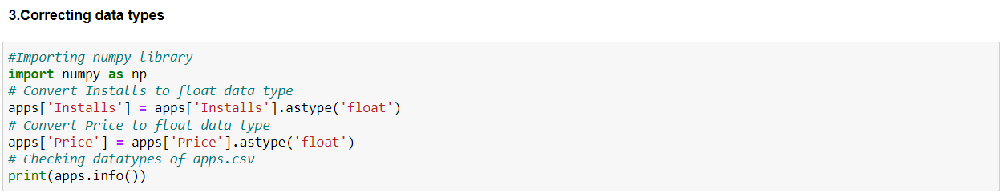 3.Correcting data types
#Importing numpy library
import numpy as np
# Convert Installs to float data type
apps['Installs'] = apps['Installs'].astype('float')
# Convert Price to float data type
apps['Price'] = apps['Price'].astype('float')
# Checking datatypes of apps.csv
print(apps.info())